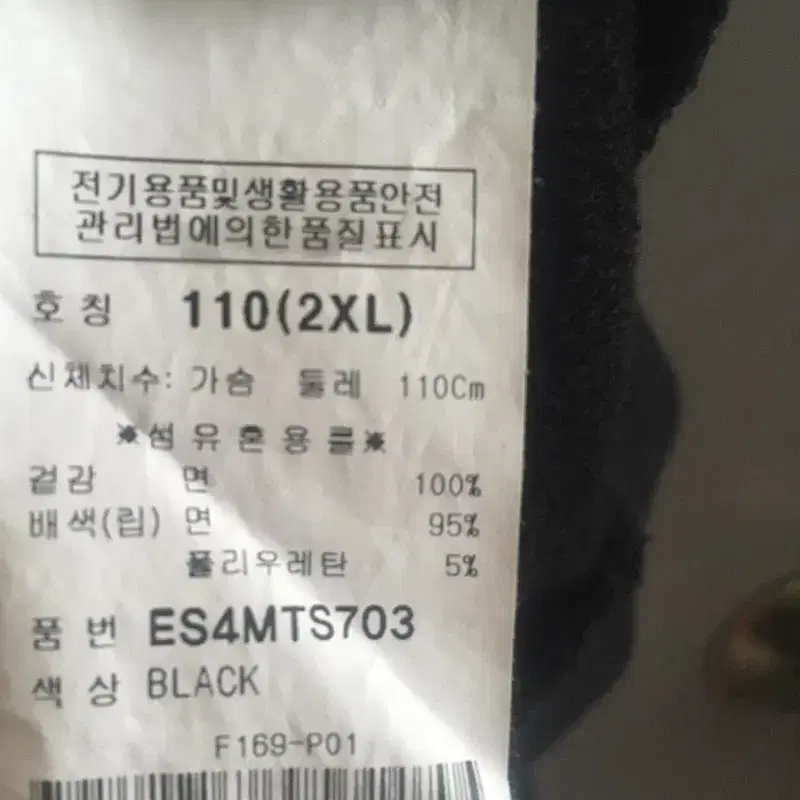 전기용품및생활용품안전
관리법에의한품질표시
호칭 110(2XL)
신체치수: 가슴 둘레 110Cm
※섬유혼용률※
겉감 면 100%
배색(립) 면 95%
폴리우레탄 5%
품번 ES4MTS703
색상 BLACK
F169-P01